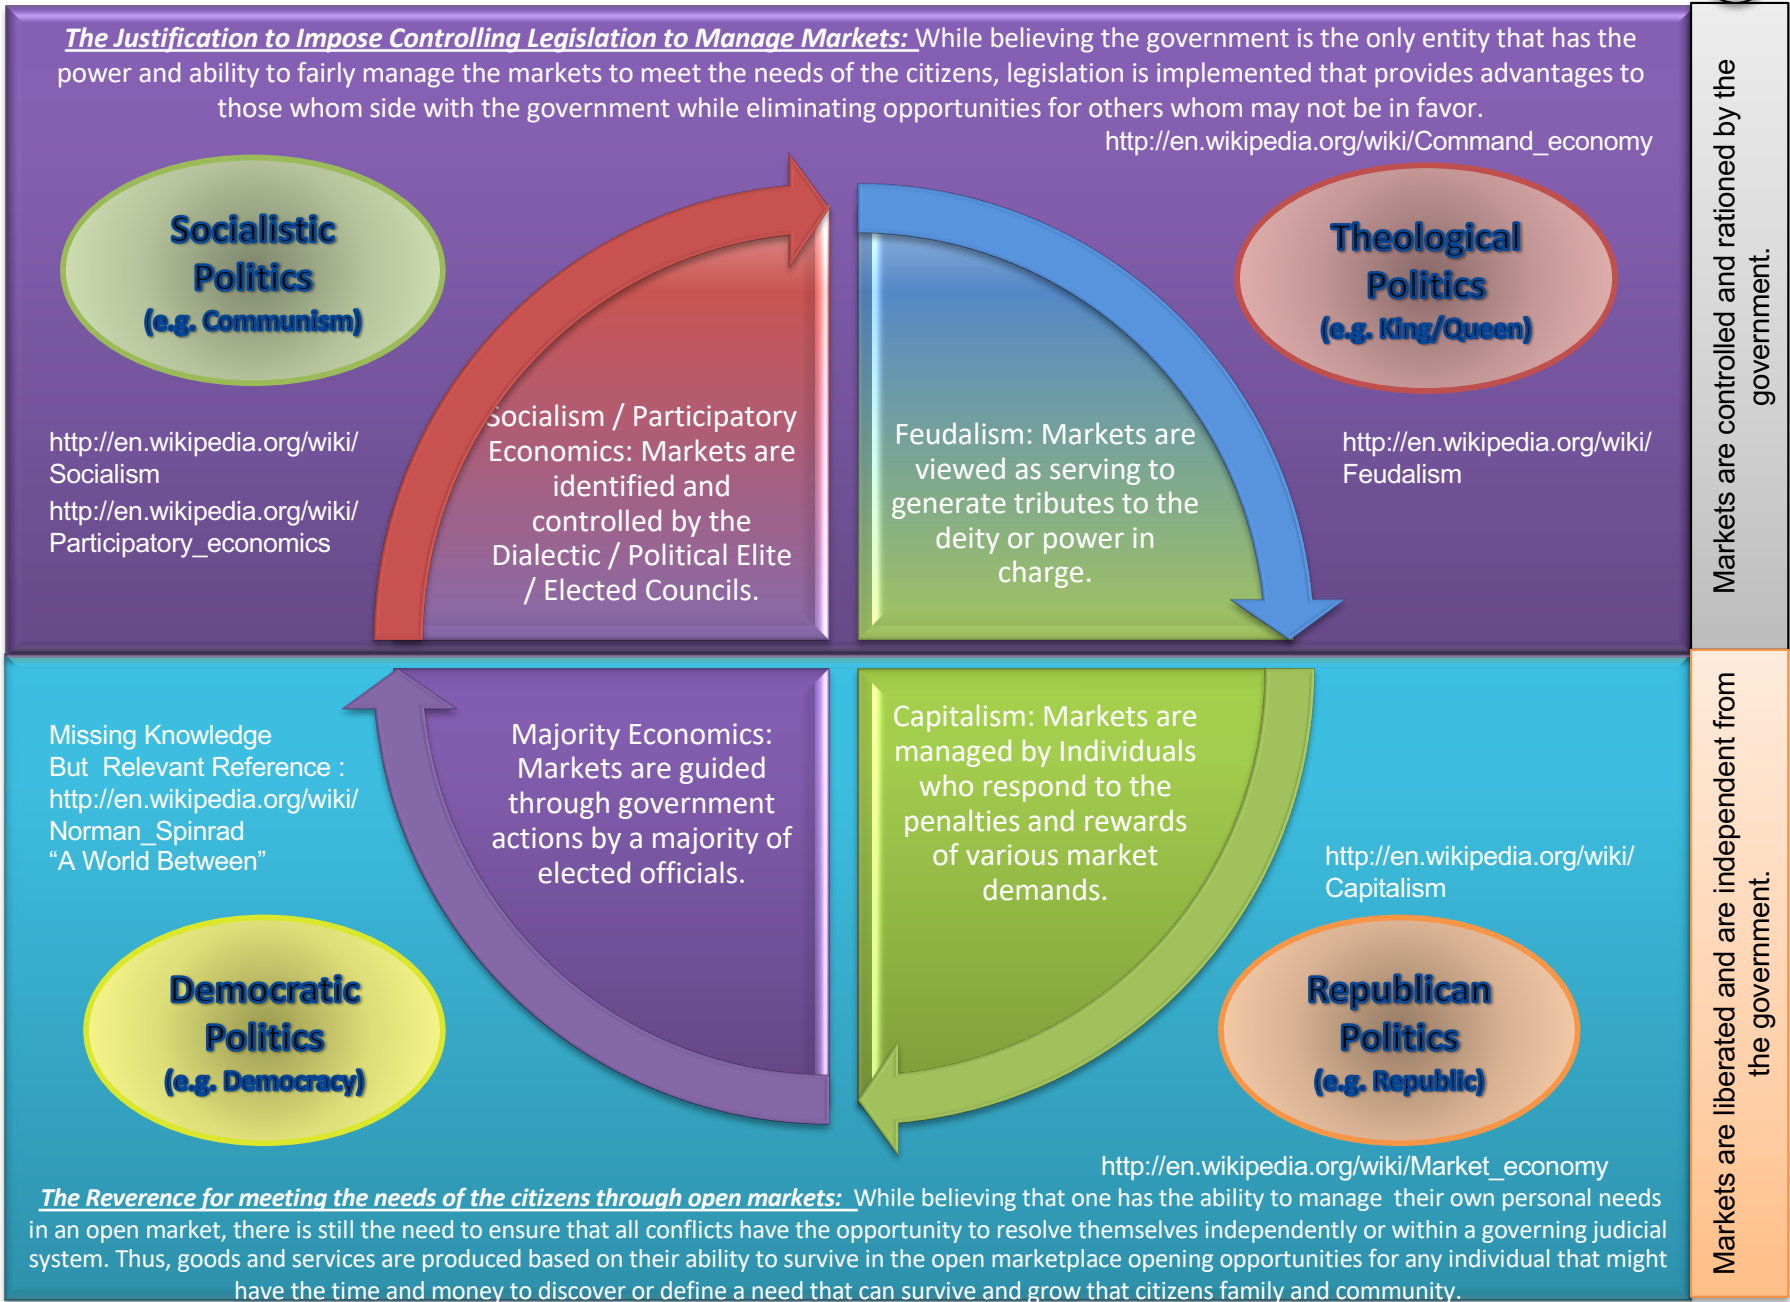 The Justification to Impose Controlling Legislation to Manage Markets: While believing the government is the only entity that has the
power and ability to fairly manage the markets to meet the needs of the citizens, legislation is implemented that provides advantages to
those whom side with the government while eliminating opportunities for others whom may not be in favor.
http://en.wikipedia.org/wiki/Command_economy
Socialistic
Politics
(e.g. Communism)
Theological
Politics
(e.g. King/Queen)
http://en.wikipedia.org/wiki/
Socialism
http://en.wikipedia.org/wiki/
Participatory_economics
Socialism / Participatory
Economics: Markets are
identified and
controlled by the
Dialectic / Political Elite
/ Elected Councils.
Feudalism: Markets are
viewed as serving to
generate tributes to the
deity or power in
charge.
http://en.wikipedia.org/wiki/
Feudalism
Markets are controlled and rationed by the
government.
Missing Knowledge
But  Relevant Reference :
http://en.wikipedia.org/wiki/
Norman_Spinrad
“A World Between”
Majority Economics:
Markets are guided
through government
actions by a majority of
elected officials.
Capitalism: Markets are
managed by Individuals
who respond to the
penalties and rewards
of various market
demands.
http://en.wikipedia.org/wiki/
Capitalism
Democratic
Politics
(e.g. Democracy)
Republican
Politics
(e.g. Republic)
http://en.wikipedia.org/wiki/Market_economy
The Reverence for meeting the needs of the citizens through open markets:  While believing that one has the ability to manage  their own personal needs
in an open market, there is still the need to ensure that all conflicts have the opportunity to resolve themselves independently or within a governing judicial
system. Thus, goods and services are produced based on their ability to survive in the open marketplace opening opportunities for any individual that might
have the time and money to discover or define a need that can survive and grow that citizens family and community.
Markets are liberated and are independent from
the government.